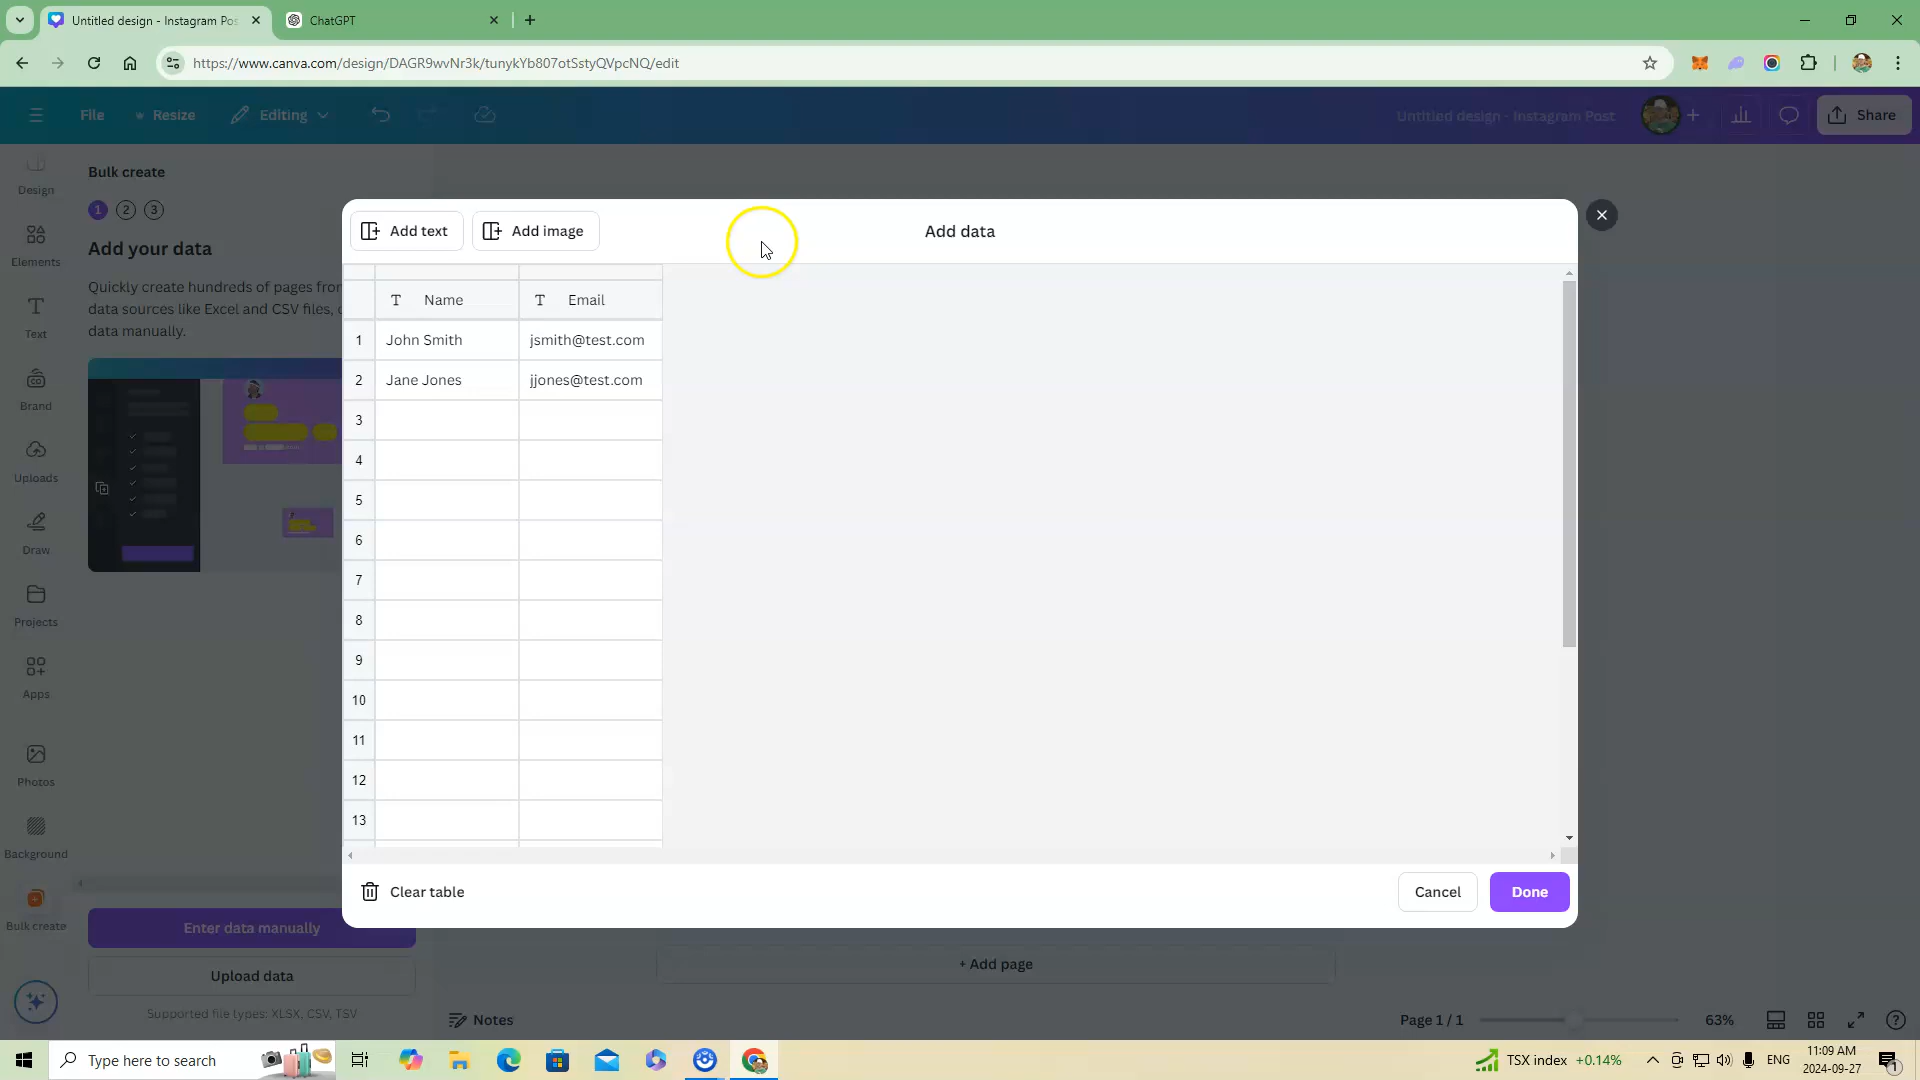 Untitled design - Instagram Pos
ChatGPT
https://www.canva.com/design/DAGR9wvNr3k/tunykYb807otSstyQVpcNQ/edit
File
Resize
Editing
Untitled design - Instagram Post
Share
Design
Elements
Text
Brand
Uploads
Draw
Projects
Apps
Photos
Background
Bulk create
Bulk create
1 2 3
Add your data
Quickly create hundreds of pages from
data sources like Excel and CSV files,
data manually.
Enter data manually
Upload data
Supported file types: XLSX, CSV, TSV
Add text
Add image
Add data
T Name T Email
1 John Smith jsmith@test.com
2 Jane Jones jjones@test.com
3
4
5
6
7
8
9
10
11
12
13
Clear table
Cancel
Done
+ Add page
Notes
Page 1 / 1
63%
Type here to search
TSX index +0.14%
ENG
11:09 AM
2024-09-27
1